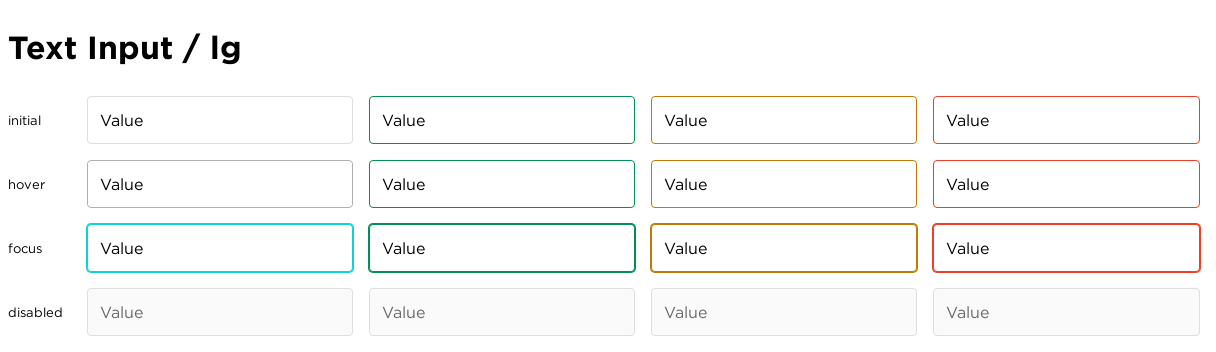 Text Input / lg
initial Value Value Value Value
hover Value Value Value Value
focus Value Value Value Value
disabled Value Value Value Value